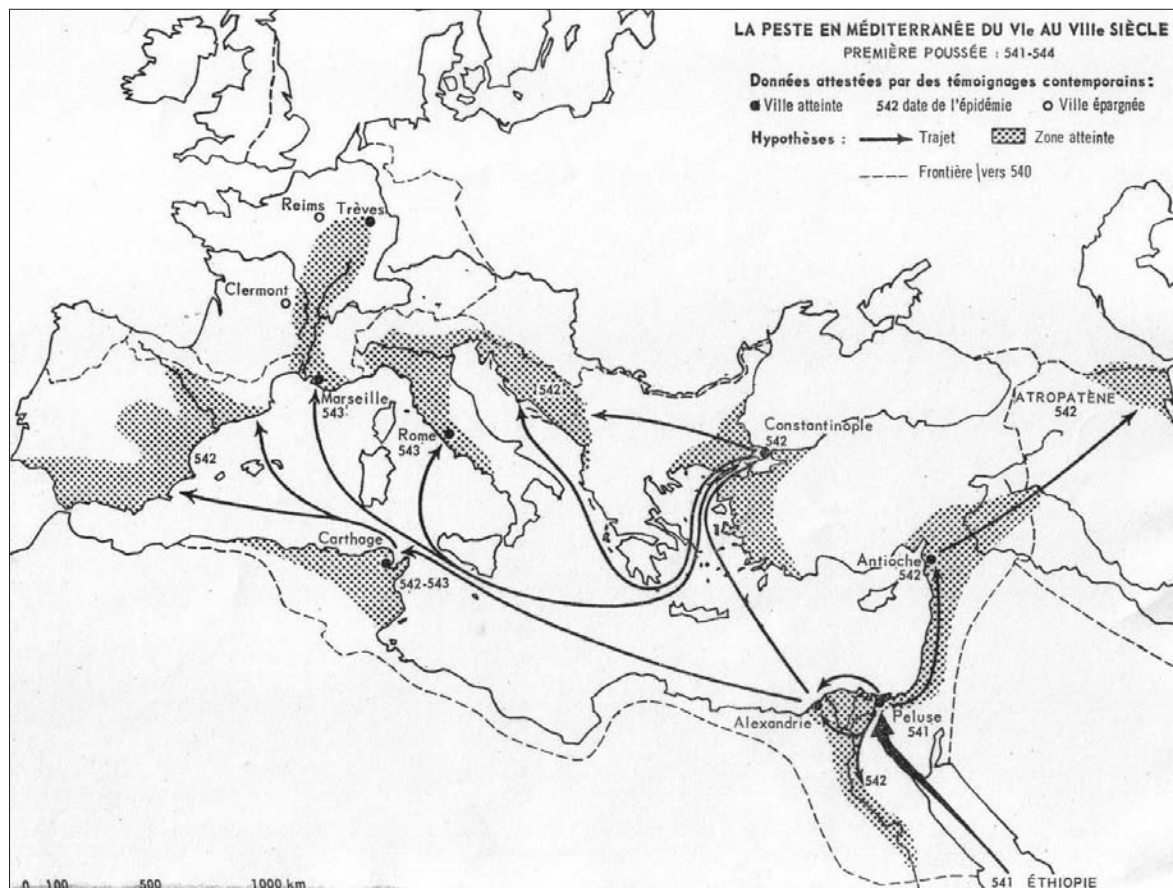 LA PESTE EN MÉDITERRANÉE DU VIe AU VIIIe SIÈCLE
PREMIÈRE POUSSÉE : 541-544
Données attestées par des témoignages contemporains :
Ville atteinte 542 date de l'épidémie Ville épargnée
Hypothèses : Trajet Zone atteinte
Frontière vers 540
Reims Trèves
Clermont
Marseille
543
Rome
543
542
542
Constantinople
542
ATROPATÈNE
542
Carthage
542-543
Antioche
542
Alexandrie
Peluse
541
542
541 ÉTHIOPIE
0 100 500 1000 km